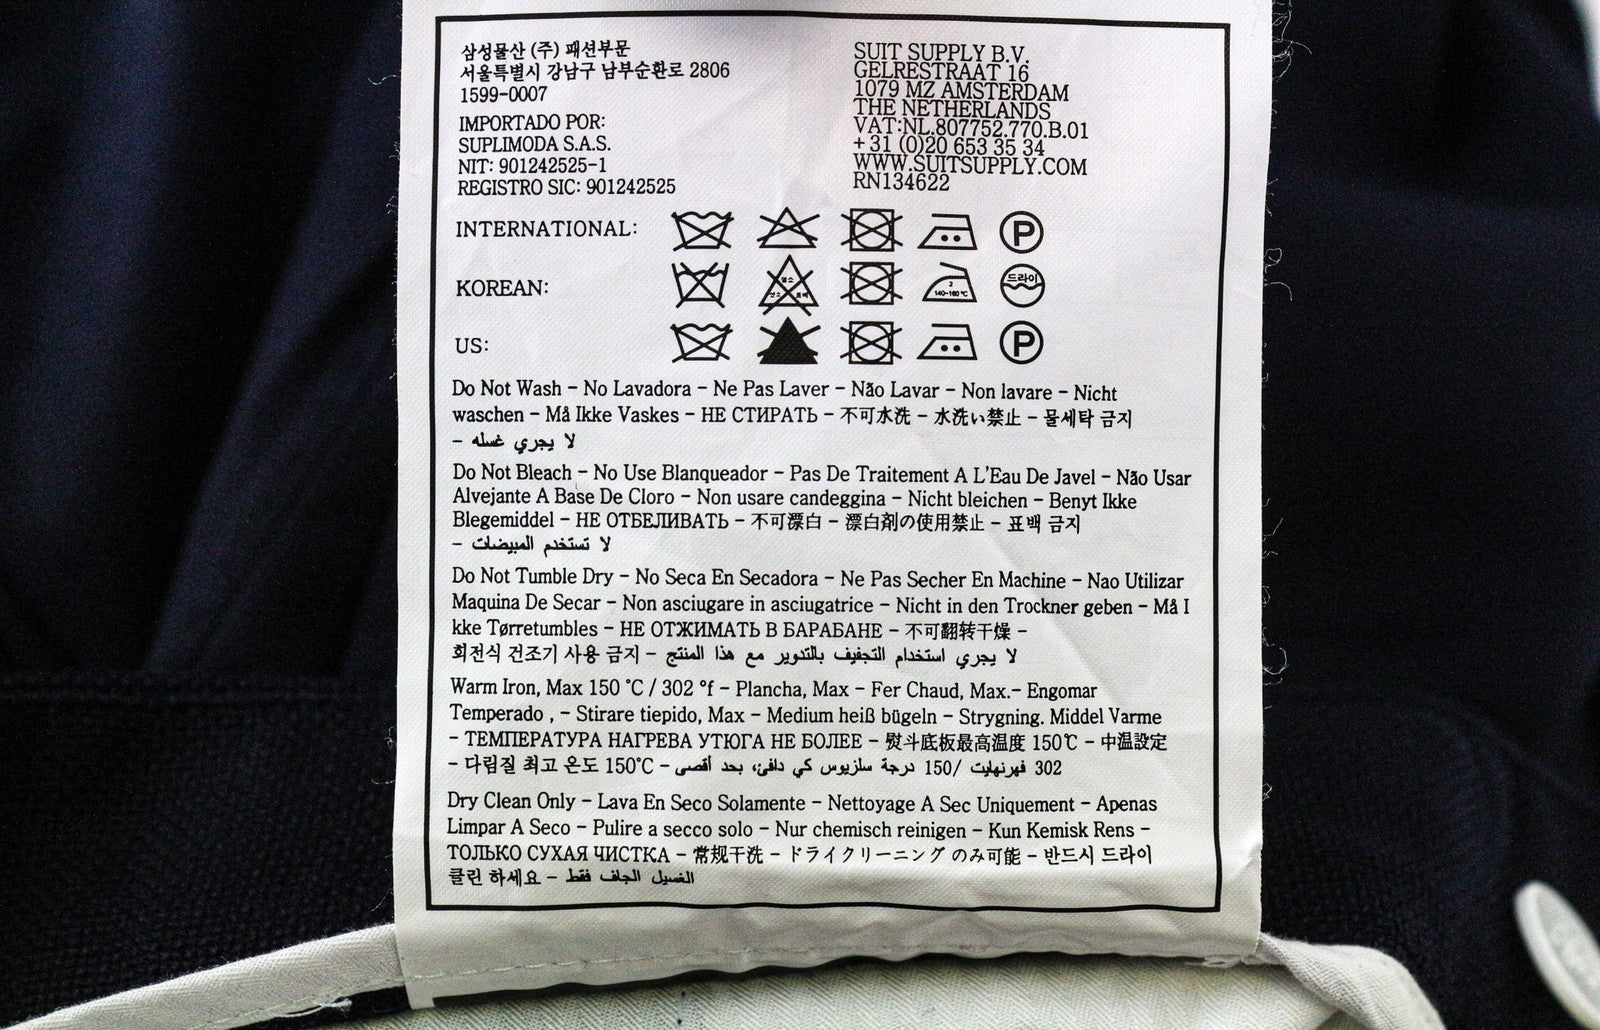 삼성물산 (주) 패션부문
서울특별시 강남구 남부순환로 2806
1599-0007
IMPORTADO POR:
SUPLIMODA S.A.S.
NIT: 901242525-1
REGISTRO SIC: 901242525
SUIT SUPPLY B.V.
GELRESTRAAT 16
1079 MZ AMSTERDAM
THE NETHERLANDS
VAT:NL.807752.770.B.01
+31 (0)20 653 35 34
WWW.SUITSUPPLY.COM
RN134622
INTERNATIONAL:
P
KOREAN:
염소
산소 표백
2
140~160℃
드라이
US:
P
Do Not Wash - No Lavadora - Ne Pas Laver - Não Lavar - Non lavare - Nicht
waschen - Må Ikke Vaskes - НЕ СТИРАТЬ - 不可水洗 - 水洗い禁止 - 물세탁 금지
- لا يجري غسله
Do Not Bleach - No Use Blanqueador - Pas De Traitement A L'Eau De Javel - Não Usar
Alvejante A Base De Cloro - Non usare candeggina - Nicht bleichen - Benyt Ikke
Blegemiddel - НЕ ОТБЕЛИВАТЬ - 不可漂白 - 漂白剤の使用禁止 - 표백 금지
- لا تستخدم المبيضات
Do Not Tumble Dry - No Seca En Secadora - Ne Pas Secher En Machine - Nao Utilizar
Maquina De Secar - Non asciugare in asciugatrice - Nicht in den Trockner geben - Må I
kke Tørretumbles - НЕ ОТЖИМАТЬ В БАРАБАНЕ - 不可翻转干燥 -
회전식 건조기 사용 금지 - لا يجري استخدام التجفيف بالتدوير مع هذا المنتج
Warm Iron, Max 150 °C / 302 °f - Plancha, Max - Fer Chaud, Max.- Engomar
Temperado , - Stirare tiepido, Max - Medium heiß bügeln - Strygning. Middel Varme
- ТЕМПЕРАТУРА НАГРЕВА УТЮГА НЕ БОЛЕЕ - 熨斗底板最高温度 150℃ - 中温設定
- 다림질 최고 온도 150°C - كي دافئ، بحد أقصى 150/ درجة سلزيوس 302 فهرنهايت
Dry Clean Only - Lava En Seco Solamente - Nettoyage A Sec Uniquement - Apenas
Limpar A Seco - Pulire a secco solo - Nur chemisch reinigen - Kun Kemisk Rens -
ТОЛЬКО СУХАЯ ЧИСТКА - 常规干洗 - ドライクリーニング のみ可能 - 반드시 드라이
클린 하세요 - الغسيل الجاف فقط